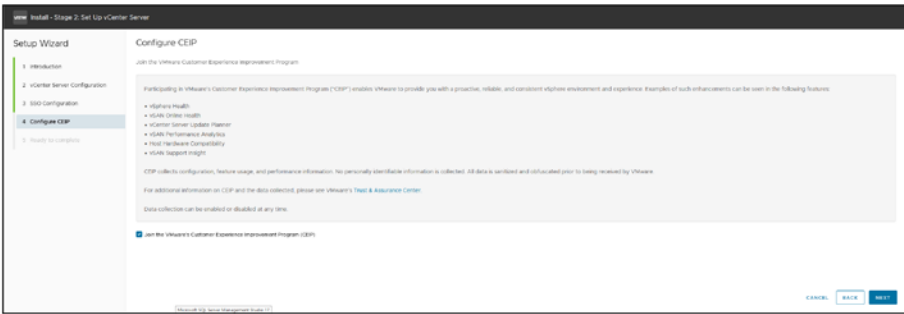 vmw Install - Stage 2: Set Up vCenter Server
Setup Wizard
1 Introduction
2 vCenter Server Configuration
3 SSO Configuration
4 Configure CEIP
5 Ready to complete
Configure CEIP
Join the VMware Customer Experience Improvement Program
Participating in VMware's Customer Experience Improvement Program ("CEIP") enables VMware to provide you with a proactive, reliable, and consistent vSphere environment and experience. Examples of such enhancements can be seen in the following features:
• vSphere Health
• vSAN Online Health
• vCenter Server Update Planner
• vSAN Performance Analytics
• Host Hardware Compatibility
• vSAN Support Insight
CEIP collects configuration, feature usage, and performance information. No personally identifiable information is collected. All data is sanitized and obfuscated prior to being received by VMware.
For additional information on CEIP and the data collected, please see VMware's Trust & Assurance Center.
Data collection can be enabled or disabled at any time.
Join the VMware's Customer Experience Improvement Program (CEIP)
CANCEL
BACK
NEXT
Microsoft SQL Server Management Studio 17